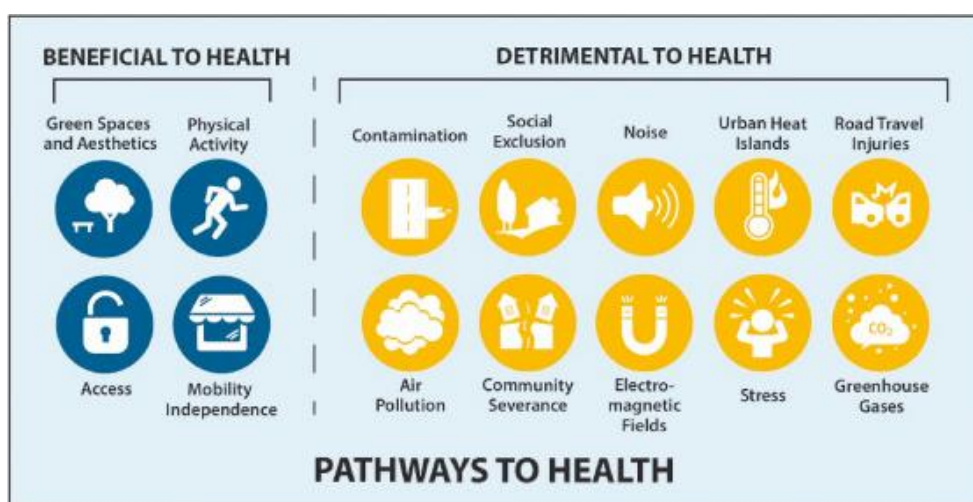 BENEFICIAL TO HEALTH
Green Spaces
and Aesthetics
Physical
Activity
Access
Mobility
Independence
DETRIMENTAL TO HEALTH
Contamination
Social
Exclusion
Noise
Urban Heat
Islands
Road Travel
Injuries
Air
Pollution
Community
Severance
Electro-
magnetic
Fields
Stress
CO₂
Greenhouse
Gases
PATHWAYS TO HEALTH